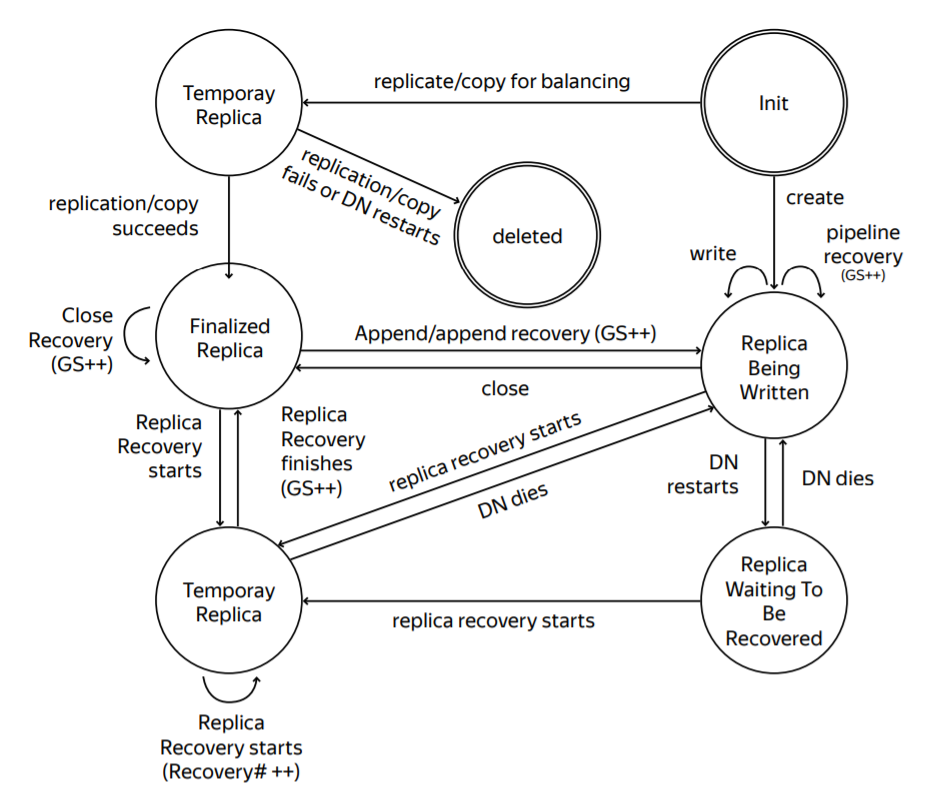 Temporay
Replica
replicate/copy for balancing
Init
replication/copy
fails or DN restarts
deleted
replication/copy
succeeds
create
write
pipeline
recovery
(GS++)
Close
Recovery
(GS++)
Finalized
Replica
Append/append recovery (GS++)
close
Replica
Being
Written
Replica
Recovery
starts
Replica
Recovery
finishes
(GS++)
replica recovery starts
DN dies
DN
restarts
DN dies
Temporay
Replica
replica recovery starts
Replica
Waiting To
Be
Recovered
Replica
Recovery starts
(Recovery# ++)